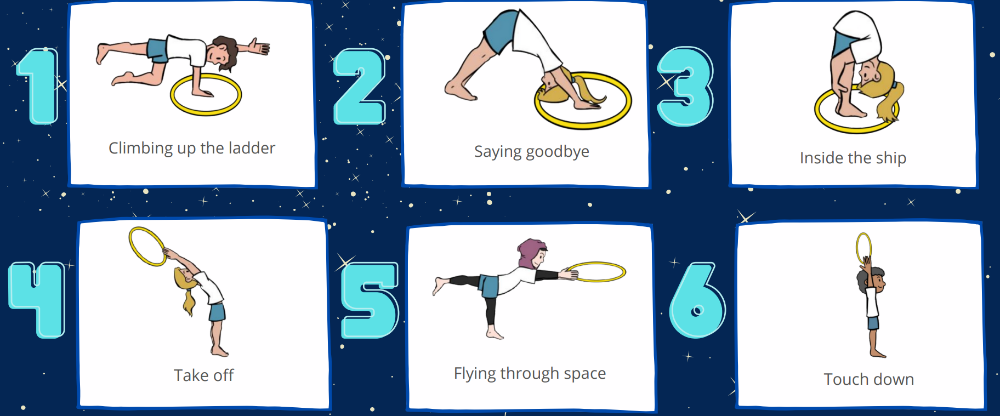 1
Climbing up the ladder
2
Saying goodbye
3
Inside the ship
4
Take off
5
Flying through space
6
Touch down